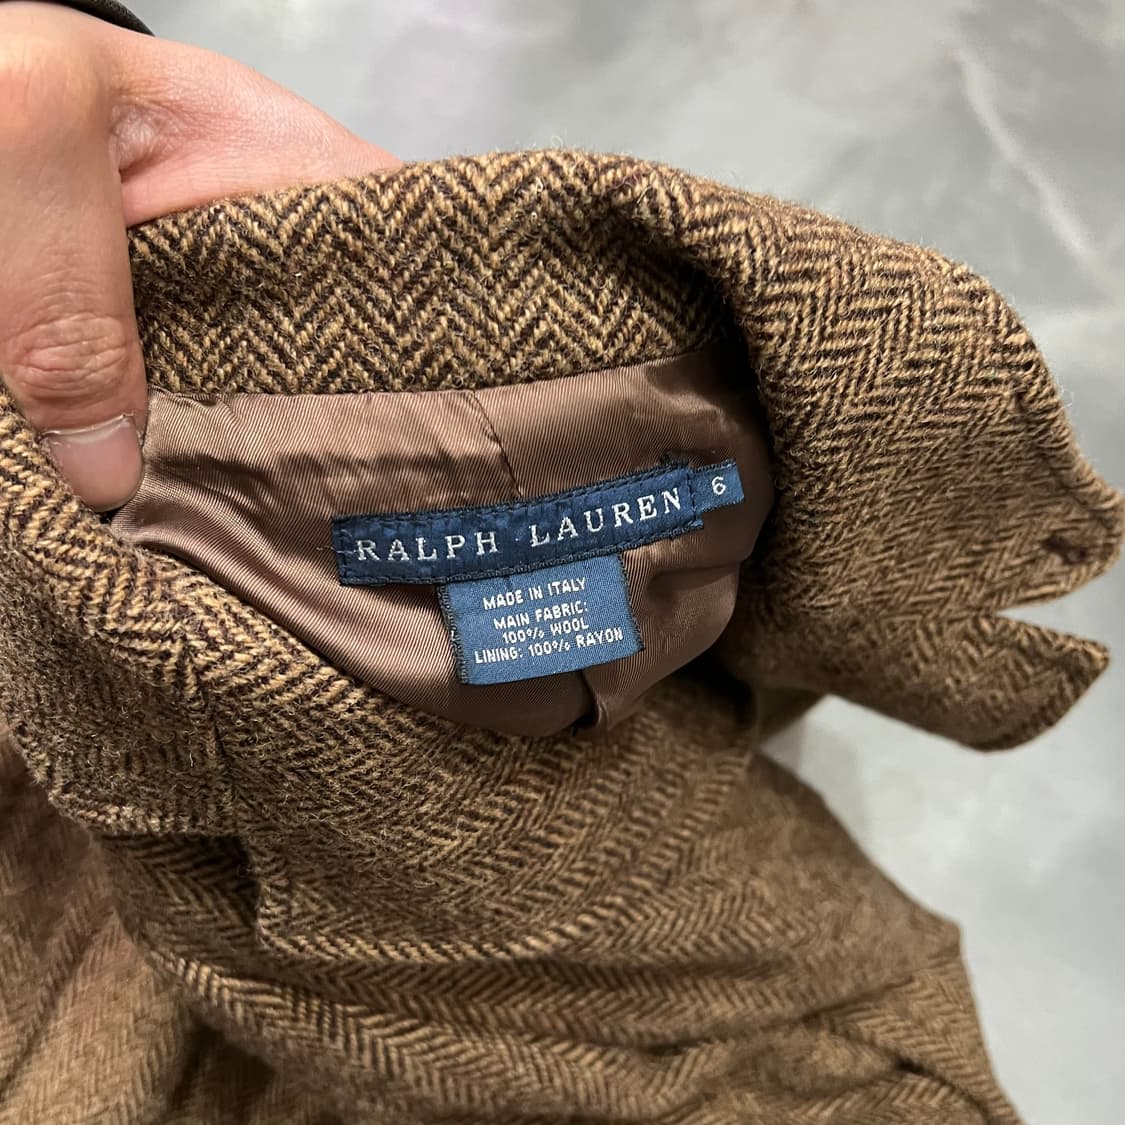 RALPH LAUREN 6
MADE IN ITALY
MAIN FABRIC:
100% WOOL
LINING: 100% RAYON